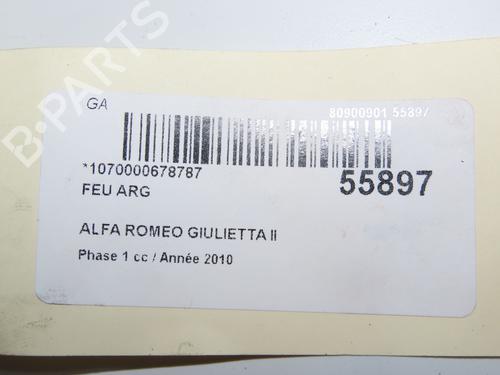 B-PARTS
GA
80900901 55897
*1070000678787
55897
FEU ARG
ALFA ROMEO GIULIETTA II
Phase 1 cc / Année 2010